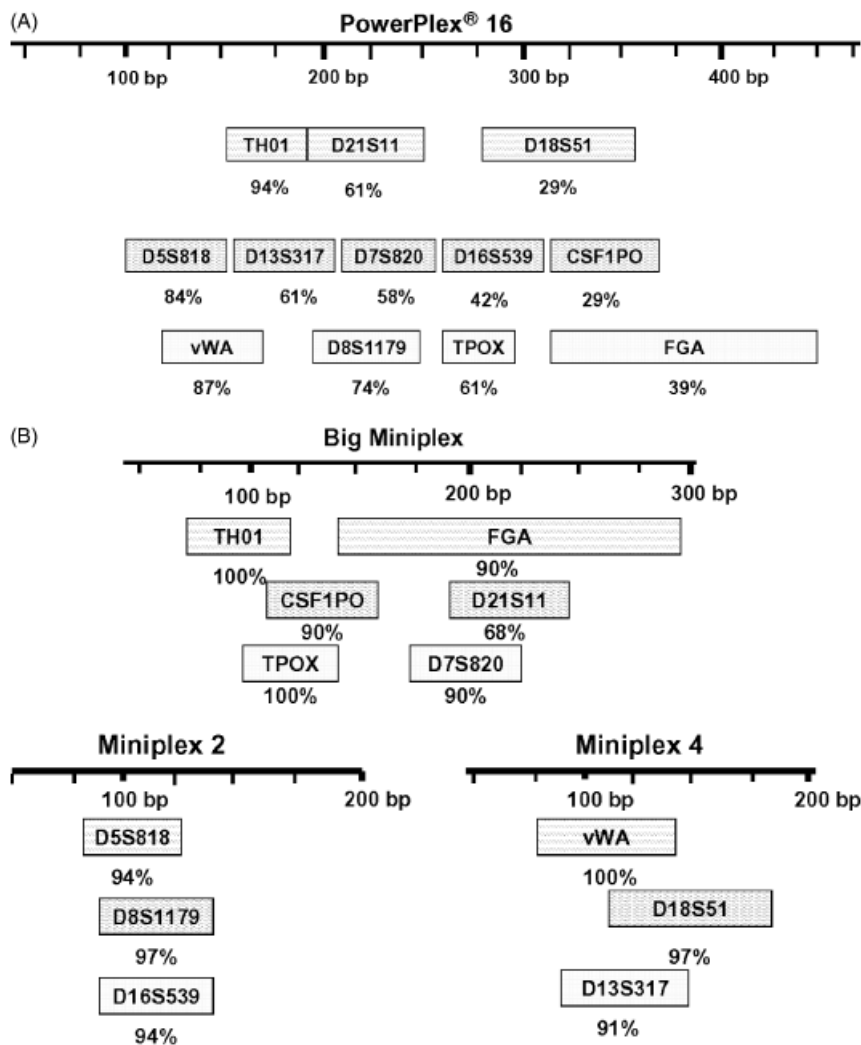 (A) PowerPlex® 16
100 bp 200 bp 300 bp 400 bp
TH01 D21S11 D18S51
94% 61% 29%
D5S818 D13S317 D7S820 D16S539 CSF1PO
84% 61% 58% 42% 29%
vWA D8S1179 TPOX FGA
87% 74% 61% 39%
(B) Big Miniplex
100 bp 200 bp 300 bp
TH01 FGA
100% 90%
CSF1PO D21S11
90% 68%
TPOX D7S820
100% 90%
Miniplex 2
100 bp 200 bp
D5S818
94%
D8S1179
97%
D16S539
94%
Miniplex 4
100 bp 200 bp
vWA
100%
D18S51
97%
D13S317
91%